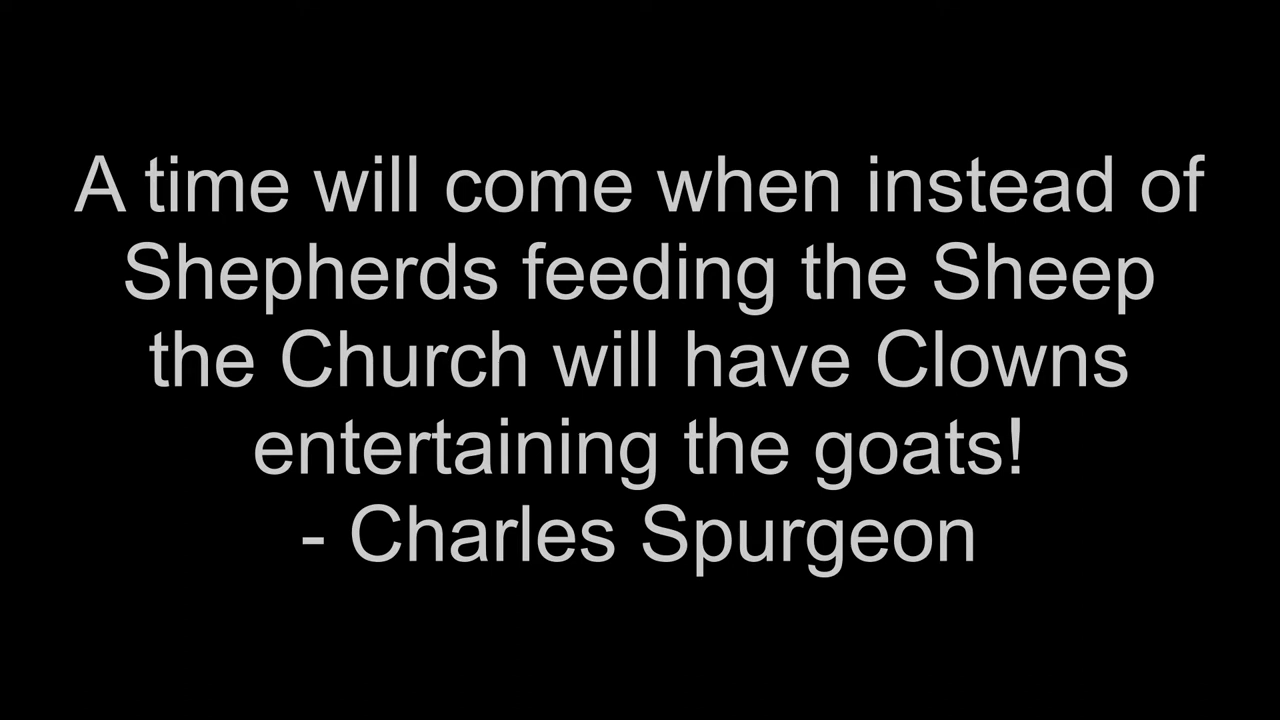 A time will come when instead of
Shepherds feeding the Sheep
the Church will have Clowns
entertaining the goats!
- Charles Spurgeon